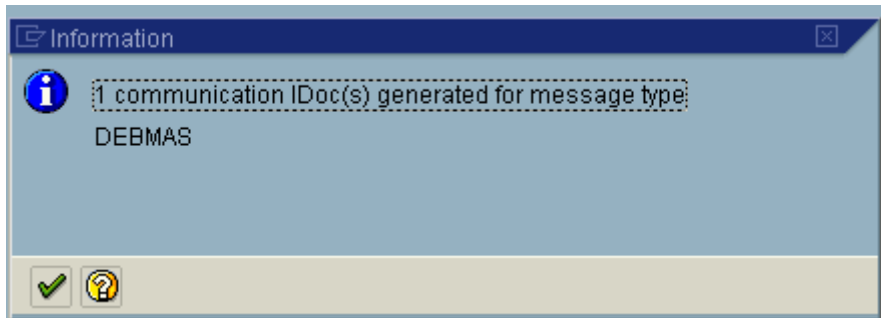 Information
1 communication IDoc(s) generated for message type
DEBMAS